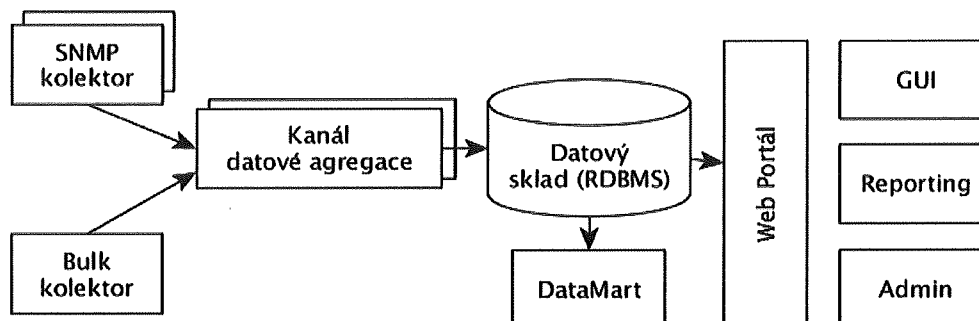 SNMP
kolektor
Kanál
datové agregace
Bulk
kolektor
Datový
sklad (RDBMS)
DataMart
Web Portál
GUI
Reporting
Admin